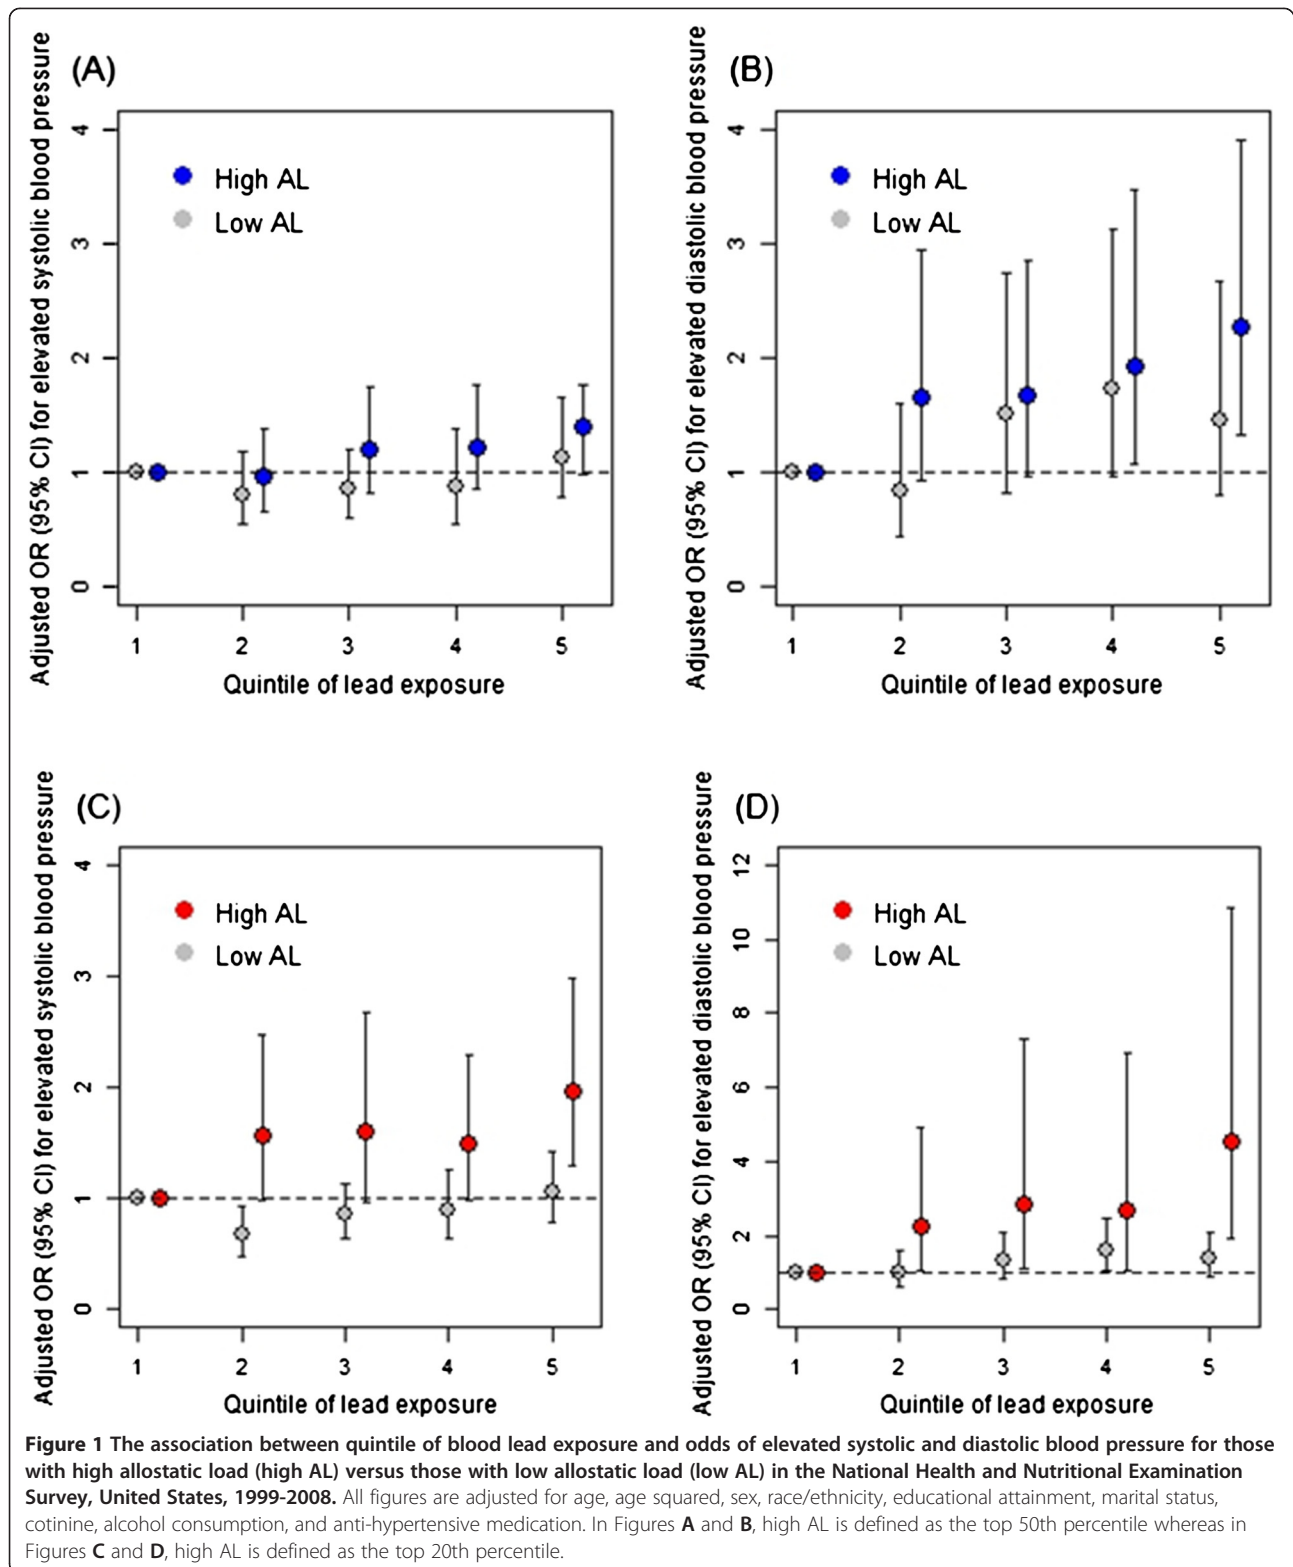 (A)
Adjusted OR (95% CI) for elevated systolic blood pressure
4
3
2
1
0
High AL
Low AL
1 2 3 4 5
Quintile of lead exposure
(B)
Adjusted OR (95% CI) for elevated diastolic blood pressure
4
3
2
1
0
High AL
Low AL
1 2 3 4 5
Quintile of lead exposure
(C)
Adjusted OR (95% CI) for elevated systolic blood pressure
4
3
2
1
0
High AL
Low AL
1 2 3 4 5
Quintile of lead exposure
(D)
Adjusted OR (95% CI) for elevated diastolic blood pressure
12
10
8
6
4
2
0
High AL
Low AL
1 2 3 4 5
Quintile of lead exposure
Figure 1 The association between quintile of blood lead exposure and odds of elevated systolic and diastolic blood pressure for those
with high allostatic load (high AL) versus those with low allostatic load (low AL) in the National Health and Nutritional Examination
Survey, United States, 1999-2008. All figures are adjusted for age, age squared, sex, race/ethnicity, educational attainment, marital status,
cotinine, alcohol consumption, and anti-hypertensive medication. In Figures A and B, high AL is defined as the top 50th percentile whereas in
Figures C and D, high AL is defined as the top 20th percentile.